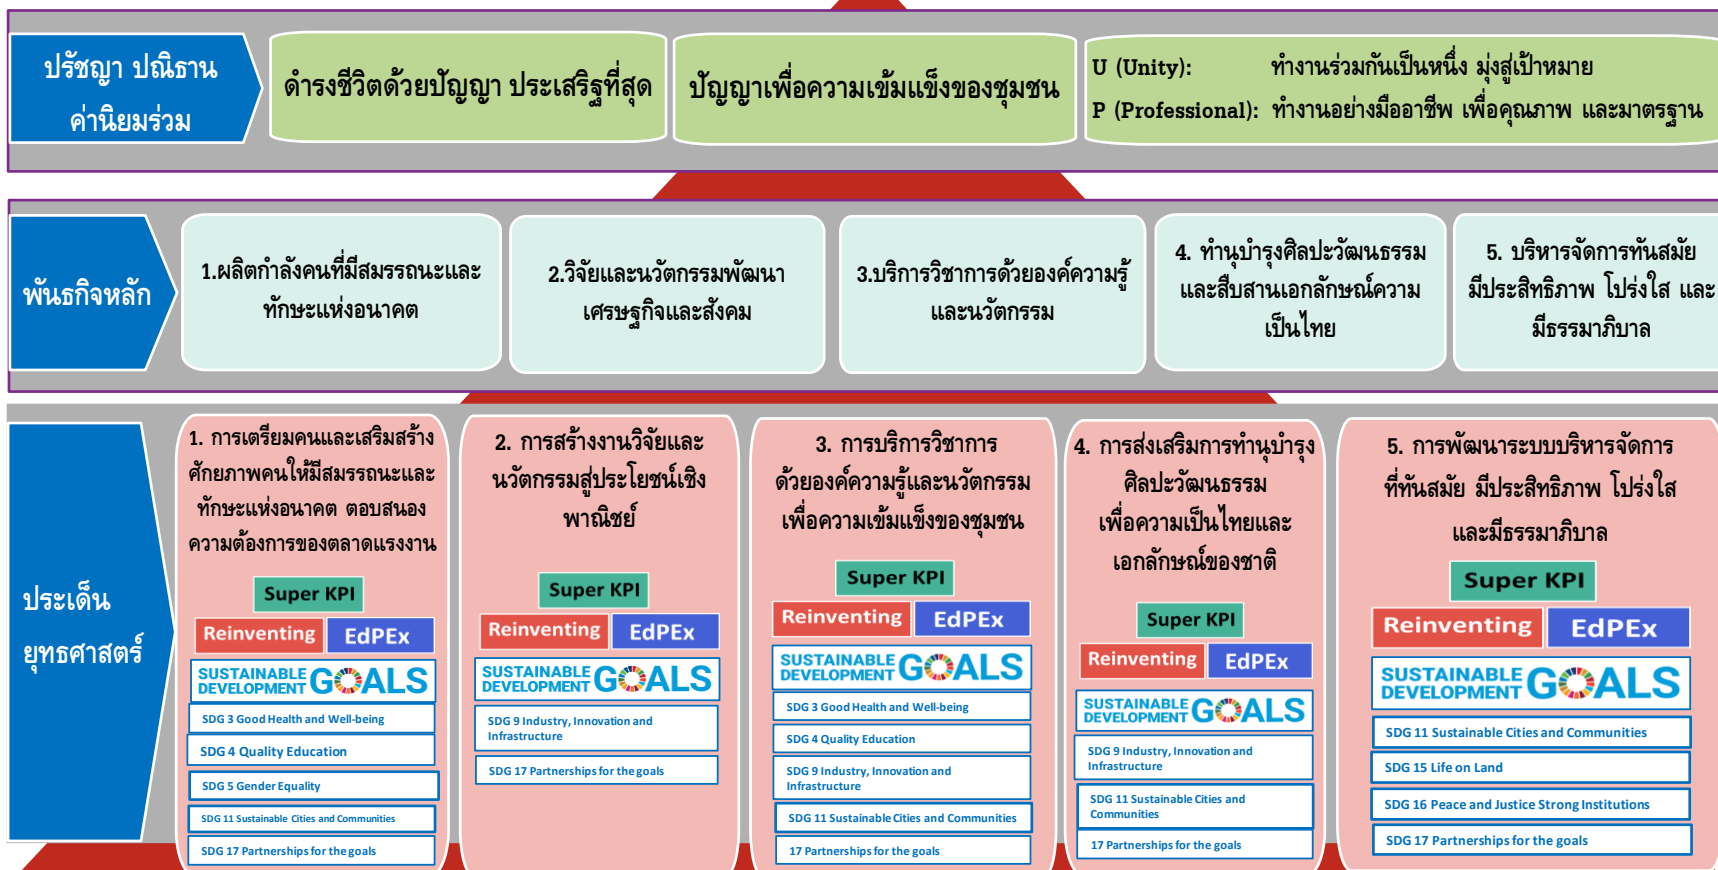 ปรัชญา ปณิธาน
ค่านิยมร่วม
ดำรงชีวิตด้วยปัญญา ประเสริฐที่สุด
ปัญญาเพื่อความเข้มแข็งของชุมชน
U (Unity): ทำงานร่วมกันเป็นหนึ่ง มุ่งสู่เป้าหมาย
P (Professional): ทำงานอย่างมืออาชีพ เพื่อคุณภาพ และมาตรฐาน
พันธกิจหลัก
1.ผลิตกำลังคนที่มีสมรรถนะและ
ทักษะแห่งอนาคต
2.วิจัยและนวัตกรรมพัฒนา
เศรษฐกิจและสังคม
3.บริการวิชาการด้วยองค์ความรู้
และนวัตกรรม
4. ทำนุบำรุงศิลปะวัฒนธรรม
และสืบสานเอกลักษณ์ความ
เป็นไทย
5. บริหารจัดการทันสมัย
มีประสิทธิภาพ โปร่งใส และ
มีธรรมาภิบาล
ประเด็น
ยุทธศาสตร์
1. การเตรียมคนและเสริมสร้าง
ศักยภาพคนให้มีสมรรถนะและ
ทักษะแห่งอนาคต ตอบสนอง
ความต้องการของตลาดแรงงาน
Super KPI
Reinventing
EdPEx
SUSTAINABLE
DEVELOPMENT GOALS
SDG 3 Good Health and Well-being
SDG 4 Quality Education
SDG 5 Gender Equality
SDG 11 Sustainable Cities and Communities
SDG 17 Partnerships for the goals
2. การสร้างงานวิจัยและ
นวัตกรรมสู่ประโยชน์เชิง
พาณิชย์
Super KPI
Reinventing
EdPEx
SUSTAINABLE
DEVELOPMENT GOALS
SDG 9 Industry, Innovation and
Infrastructure
SDG 17 Partnerships for the goals
3. การบริการวิชาการ
ด้วยองค์ความรู้และนวัตกรรม
เพื่อความเข้มแข็งของชุมชน
Super KPI
Reinventing
EdPEx
SUSTAINABLE
DEVELOPMENT GOALS
SDG 3 Good Health and Well-being
SDG 4 Quality Education
SDG 9 Industry, Innovation and
Infrastructure
SDG 11 Sustainable Cities and Communities
17 Partnerships for the goals
4. การส่งเสริมการทำนุบำรุง
ศิลปะวัฒนธรรม
เพื่อความเป็นไทยและ
เอกลักษณ์ของชาติ
Super KPI
Reinventing
EdPEx
SUSTAINABLE
DEVELOPMENT GOALS
SDG 9 Industry, Innovation and
Infrastructure
SDG 11 Sustainable Cities and
Communities
17 Partnerships for the goals
5. การพัฒนาระบบบริหารจัดการ
ที่ทันสมัย มีประสิทธิภาพ โปร่งใส
และมีธรรมาภิบาล
Super KPI
Reinventing
EdPEx
SUSTAINABLE
DEVELOPMENT GOALS
SDG 11 Sustainable Cities and Communities
SDG 15 Life on Land
SDG 16 Peace and Justice Strong Institutions
SDG 17 Partnerships for the goals